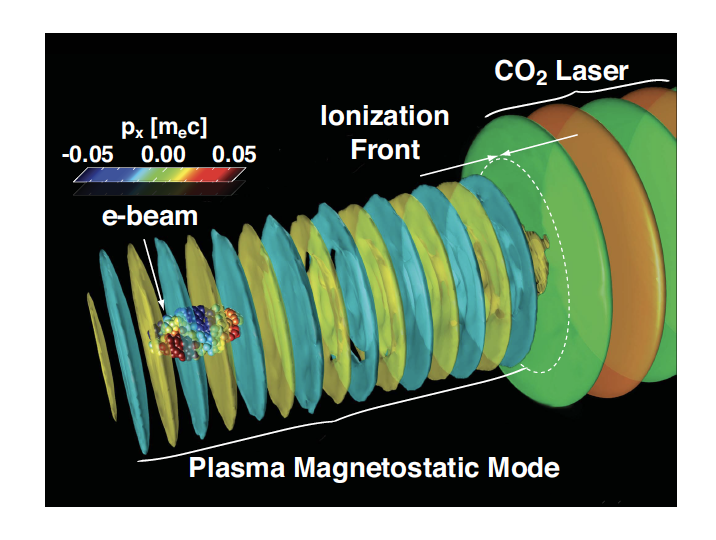 CO₂ Laser
Ionization
Front
pₓ [mₑc]
-0.05 0.00 0.05
e-beam
Plasma Magnetostatic Mode